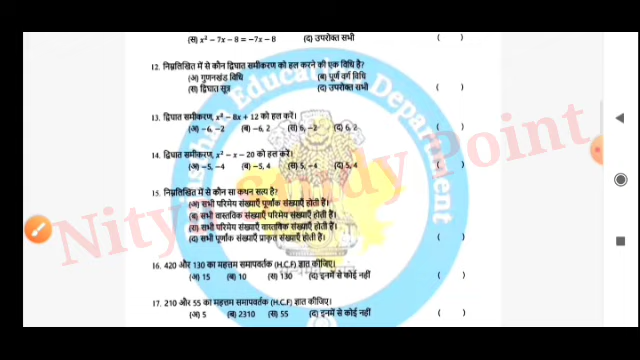 (स) x² − 7x − 8 = −7x − 8 (द) उपरोक्त सभी ( )
12. निम्नलिखित में से कौन द्विघात समीकरण को हल करने की एक विधि है?
(अ) गुणनखंड विधि (ब) पूर्ण वर्ग विधि
(स) द्विघात सूत्र (द) उपरोक्त सभी ( )
13. द्विघात समीकरण, x² − 8x + 12 को हल करें।
(अ) −6, −2 (ब) −6, 2 (स) 6, −2 (द) 6, 2 ( )
14. द्विघात समीकरण, x² − x − 20 को हल करें।
(अ) −5, −4 (ब) −5, 4 (स) 5, −4 (द) 5, 4 ( )
15. निम्नलिखित में से कौन सा कथन सत्य है?
(अ) सभी परिमेय संख्याएँ पूर्णांक संख्याएँ होती हैं।
(ब) सभी वास्तविक संख्याएँ परिमेय संख्याएँ होती हैं।
(स) सभी परिमेय संख्याएँ वास्तविक संख्याएँ होती हैं।
(द) सभी पूर्णांक संख्याएँ प्राकृत संख्याएँ होती हैं। ( )
16. 420 और 130 का महत्तम समापवर्तक (H.C.F) ज्ञात कीजिए।
(अ) 15 (ब) 10 (स) 130 (द) इनमें से कोई नहीं ( )
17. 210 और 55 का महत्तम समापवर्तक (H.C.F) ज्ञात कीजिए।
(अ) 5 (ब) 2310 (स) 55 (द) इनमें से कोई नहीं ( )
Education Department